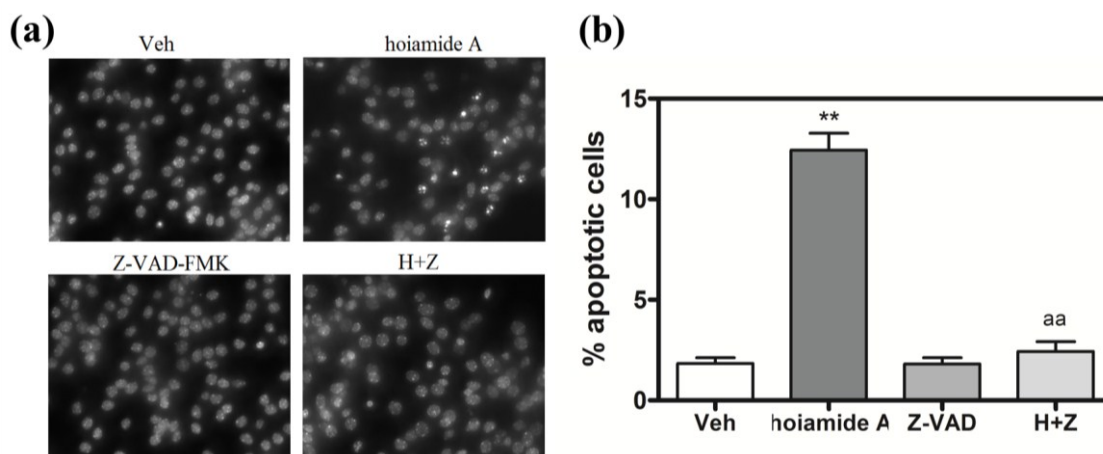 (a)
Veh
hoiamide A
Z-VAD-FMK
H+Z
(b)
% apoptotic cells
15
10
5
0
**
aa
Veh
hoiamide A
Z-VAD
H+Z